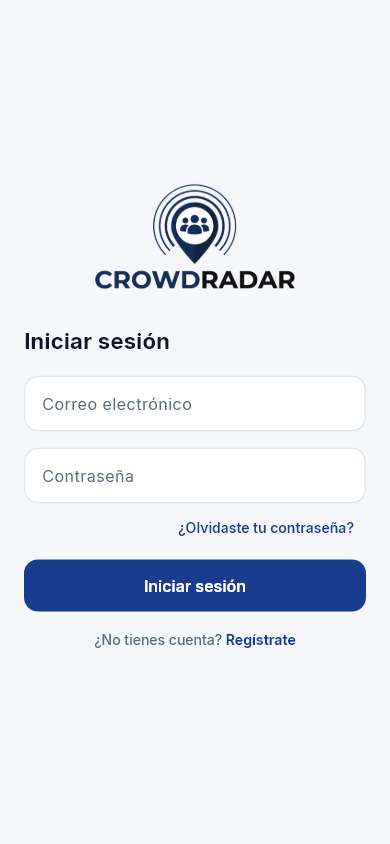 CROWDRADAR
Iniciar sesión
Correo electrónico
Contraseña
¿Olvidaste tu contraseña?
Iniciar sesión
¿No tienes cuenta? Regístrate